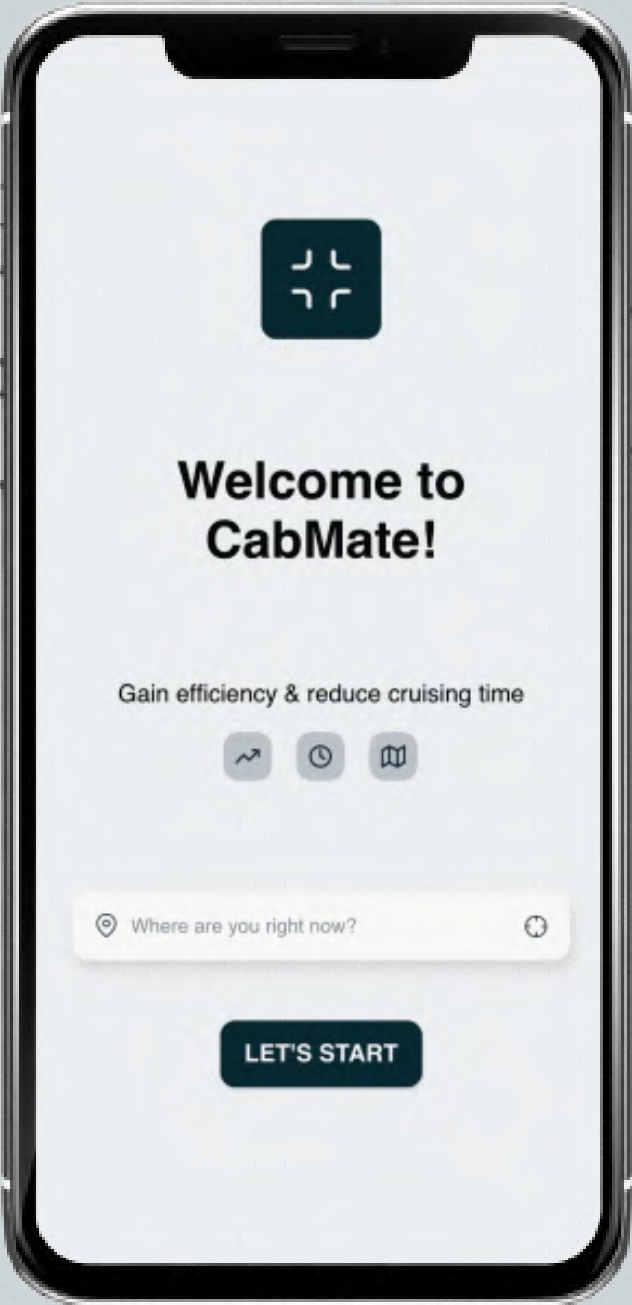 Welcome to
CabMate!
Gain efficiency & reduce cruising time
Where are you right now?
LET'S START